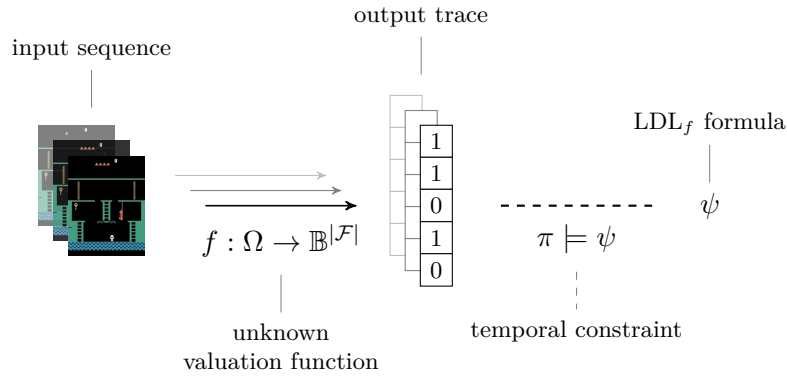 output trace
input sequence
LDL_f formula
1
1
0
1
0
ψ
f : Ω → 𝔹^{|ℱ|}
π ⊨ ψ
temporal constraint
unknown
valuation function